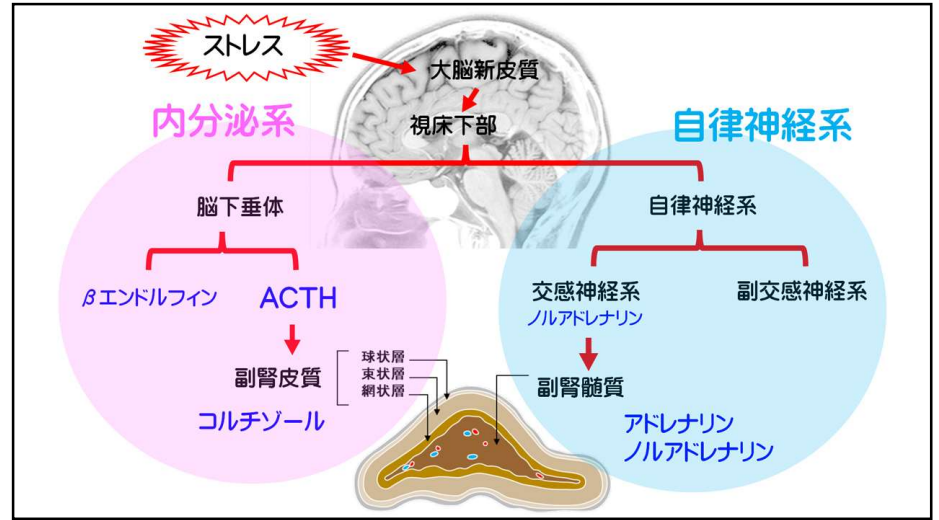 ストレス
大脳新皮質
視床下部
内分泌系
自律神経系
脳下垂体
自律神経系
βエンドルフィン
ACTH
交感神経系
ノルアドレナリン
副交感神経系
副腎皮質
球状層
束状層
網状層
コルチゾール
副腎髄質
アドレナリン
ノルアドレナリン